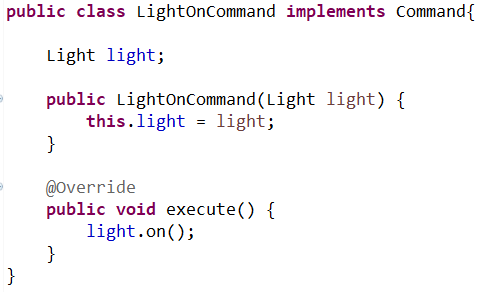 public class LightOnCommand implements Command{
Light light;
public LightOnCommand(Light light) {
this.light = light;
}
@Override
public void execute() {
light.on();
}
}